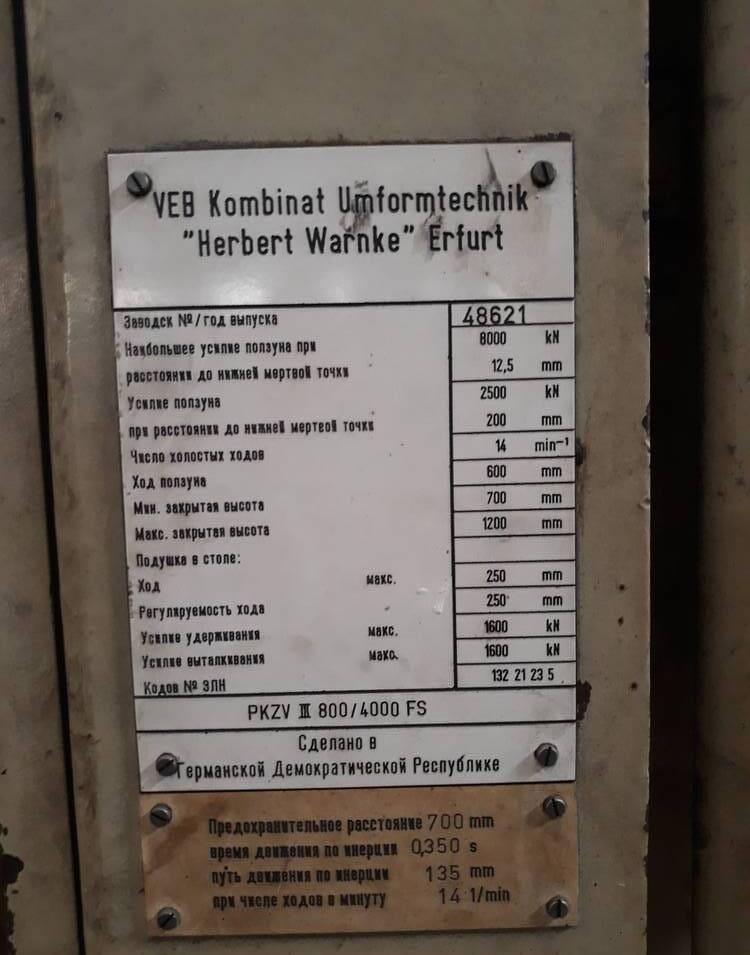 VEB Kombinat Umformtechnik
"Herbert Warnke" Erfurt
Заводск №/год выпуска 48621
Наибольшее усилие ползуна при 8000 kN
расстоянии до нижней мертвой точки 12,5 mm
Усилие ползуна 2500 kN
при расстоянии до нижней мертвой точки 200 mm
Число холостых ходов 14 min⁻¹
Ход ползуна 600 mm
Мин. закрытая высота 700 mm
Макс. закрытая высота 1200 mm
Подушка в столе:
Ход макс. 250 mm
Регулируемость хода 250 mm
Усилие удерживания макс. 1600 kN
Усилие выталкивания макс. 1600 kN
Кодов № ЭЛН 132 21 23 5
PKZV III 800/4000 FS
Сделано в
Германской Демократической Республике
Предохранительное расстояние 700 mm
время движения по инерции 0,350 s
путь движения по инерции 135 mm
при числе ходов в минуту 14 1/min